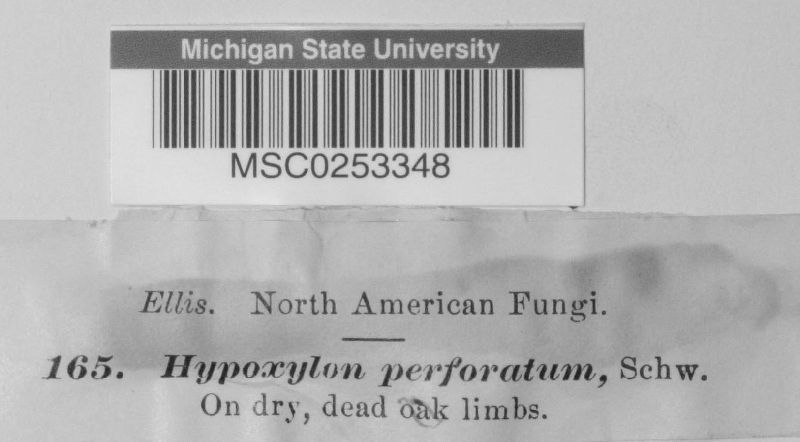 Michigan State University
MSC0253348
Ellis. North American Fungi.
165. Hypoxylon perforatum, Schw.
On dry, dead oak limbs.